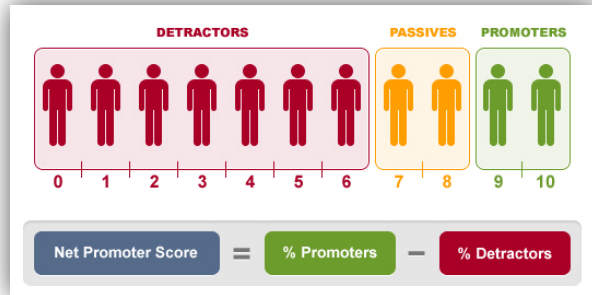 DETRACTORS PASSIVES PROMOTERS
0 1 2 3 4 5 6 7 8 9 10
Net Promoter Score = % Promoters − % Detractors